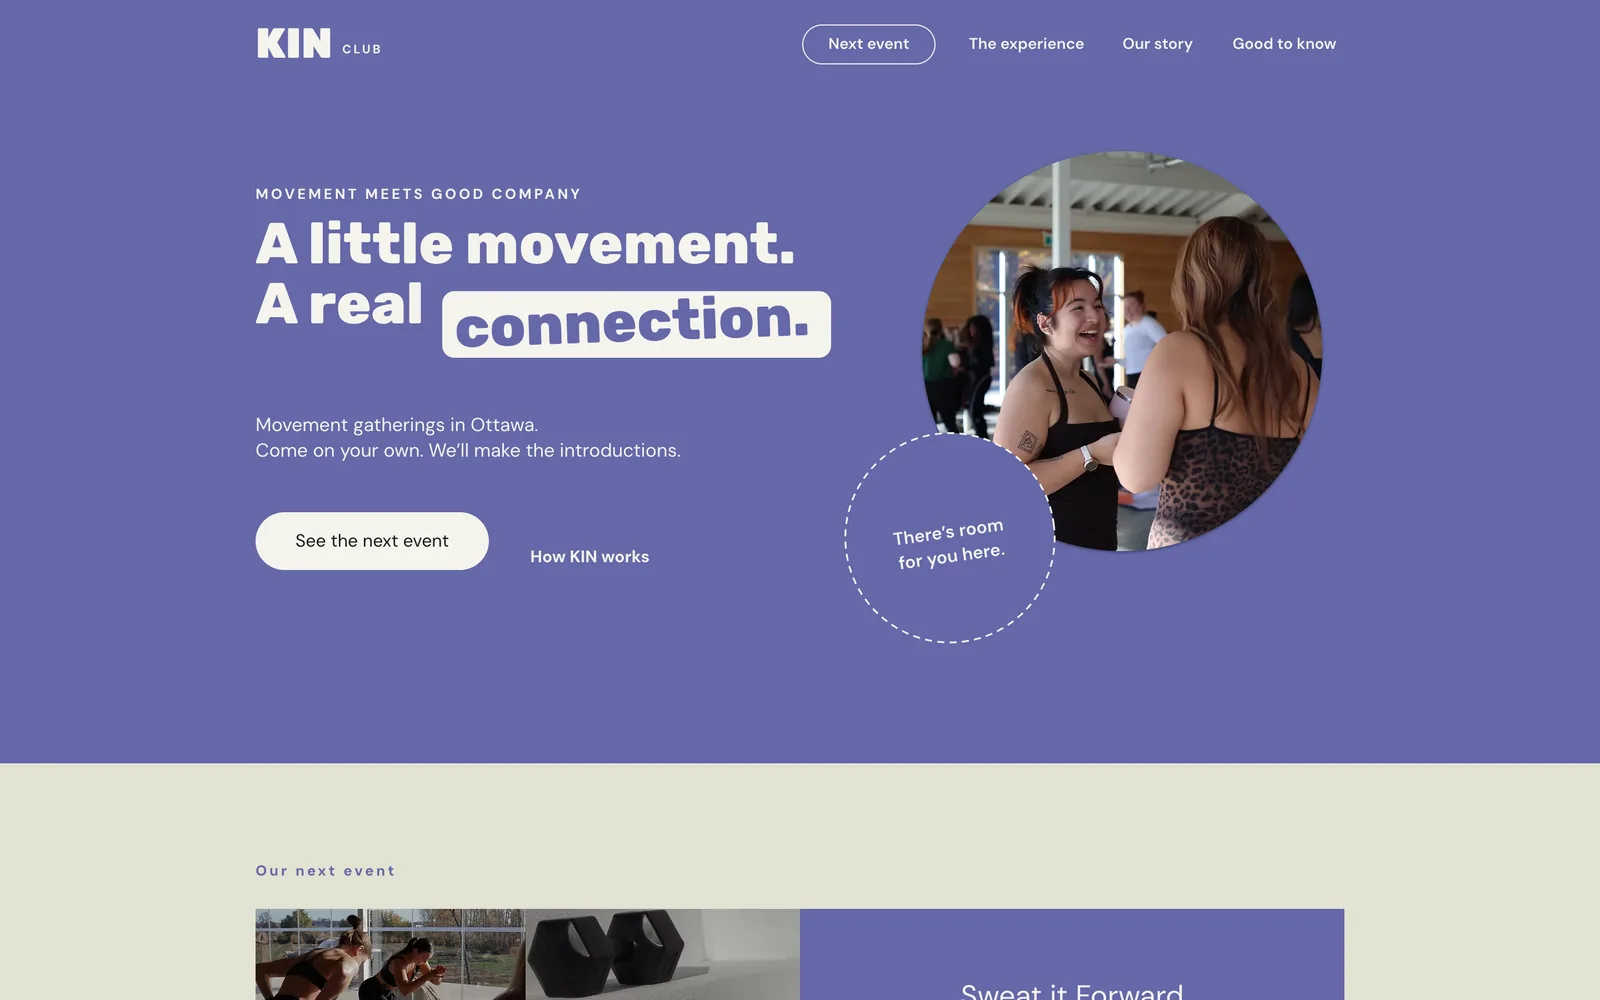 KIN CLUB
Next event
The experience
Our story
Good to know
MOVEMENT MEETS GOOD COMPANY
A little movement.
A real connection.
Movement gatherings in Ottawa.
Come on your own. We’ll make the introductions.
See the next event
How KIN works
There’s room
for you here.
Our next event
Sweat it Forward